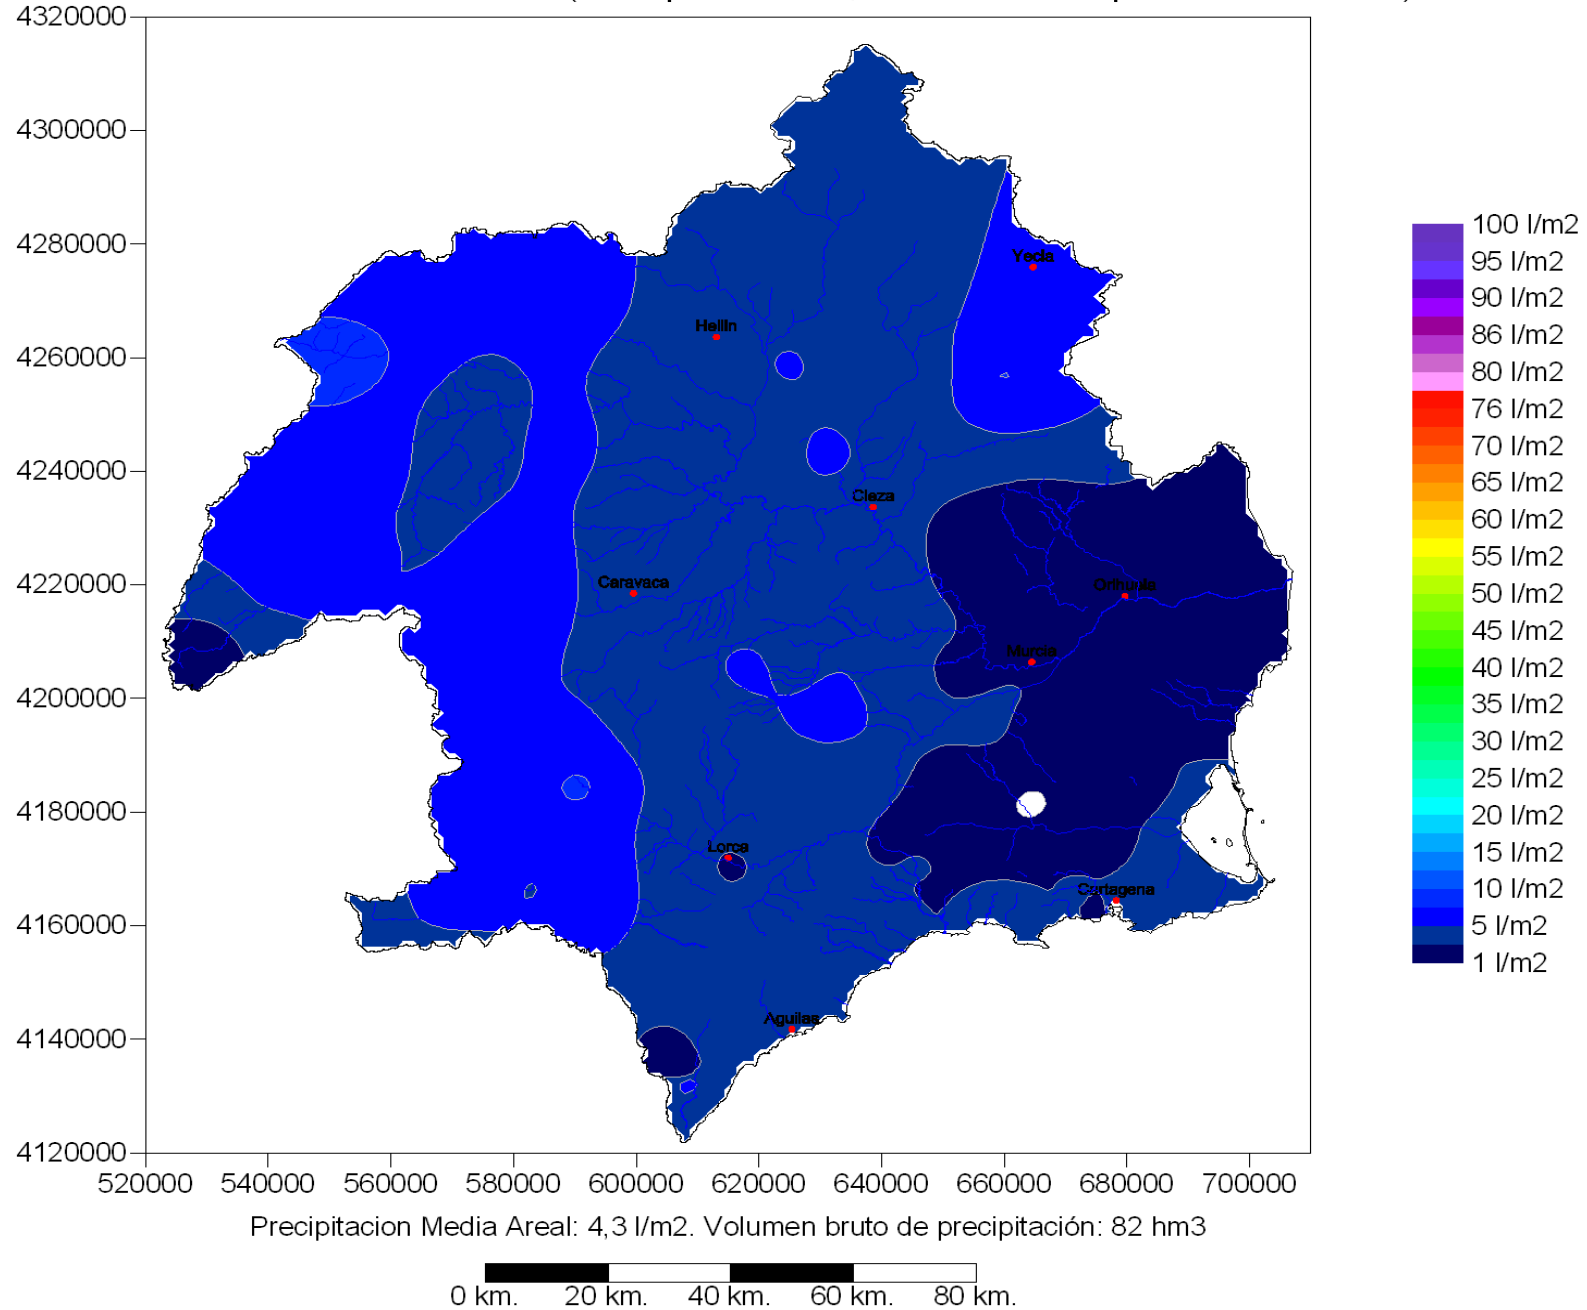 4320000
4300000
4280000
4260000
4240000
4220000
4200000
4180000
4160000
4140000
4120000
520000 540000 560000 580000 600000 620000 640000 660000 680000 700000
Yecla
Hellin
Cieza
Caravaca
Orihuela
Murcia
Lorca
Cartagena
Aguilas
100 l/m2
95 l/m2
90 l/m2
86 l/m2
80 l/m2
76 l/m2
70 l/m2
65 l/m2
60 l/m2
55 l/m2
50 l/m2
45 l/m2
40 l/m2
35 l/m2
30 l/m2
25 l/m2
20 l/m2
15 l/m2
10 l/m2
5 l/m2
1 l/m2
Precipitacion Media Areal: 4,3 l/m2. Volumen bruto de precipitación: 82 hm3
0 km. 20 km. 40 km. 60 km. 80 km.